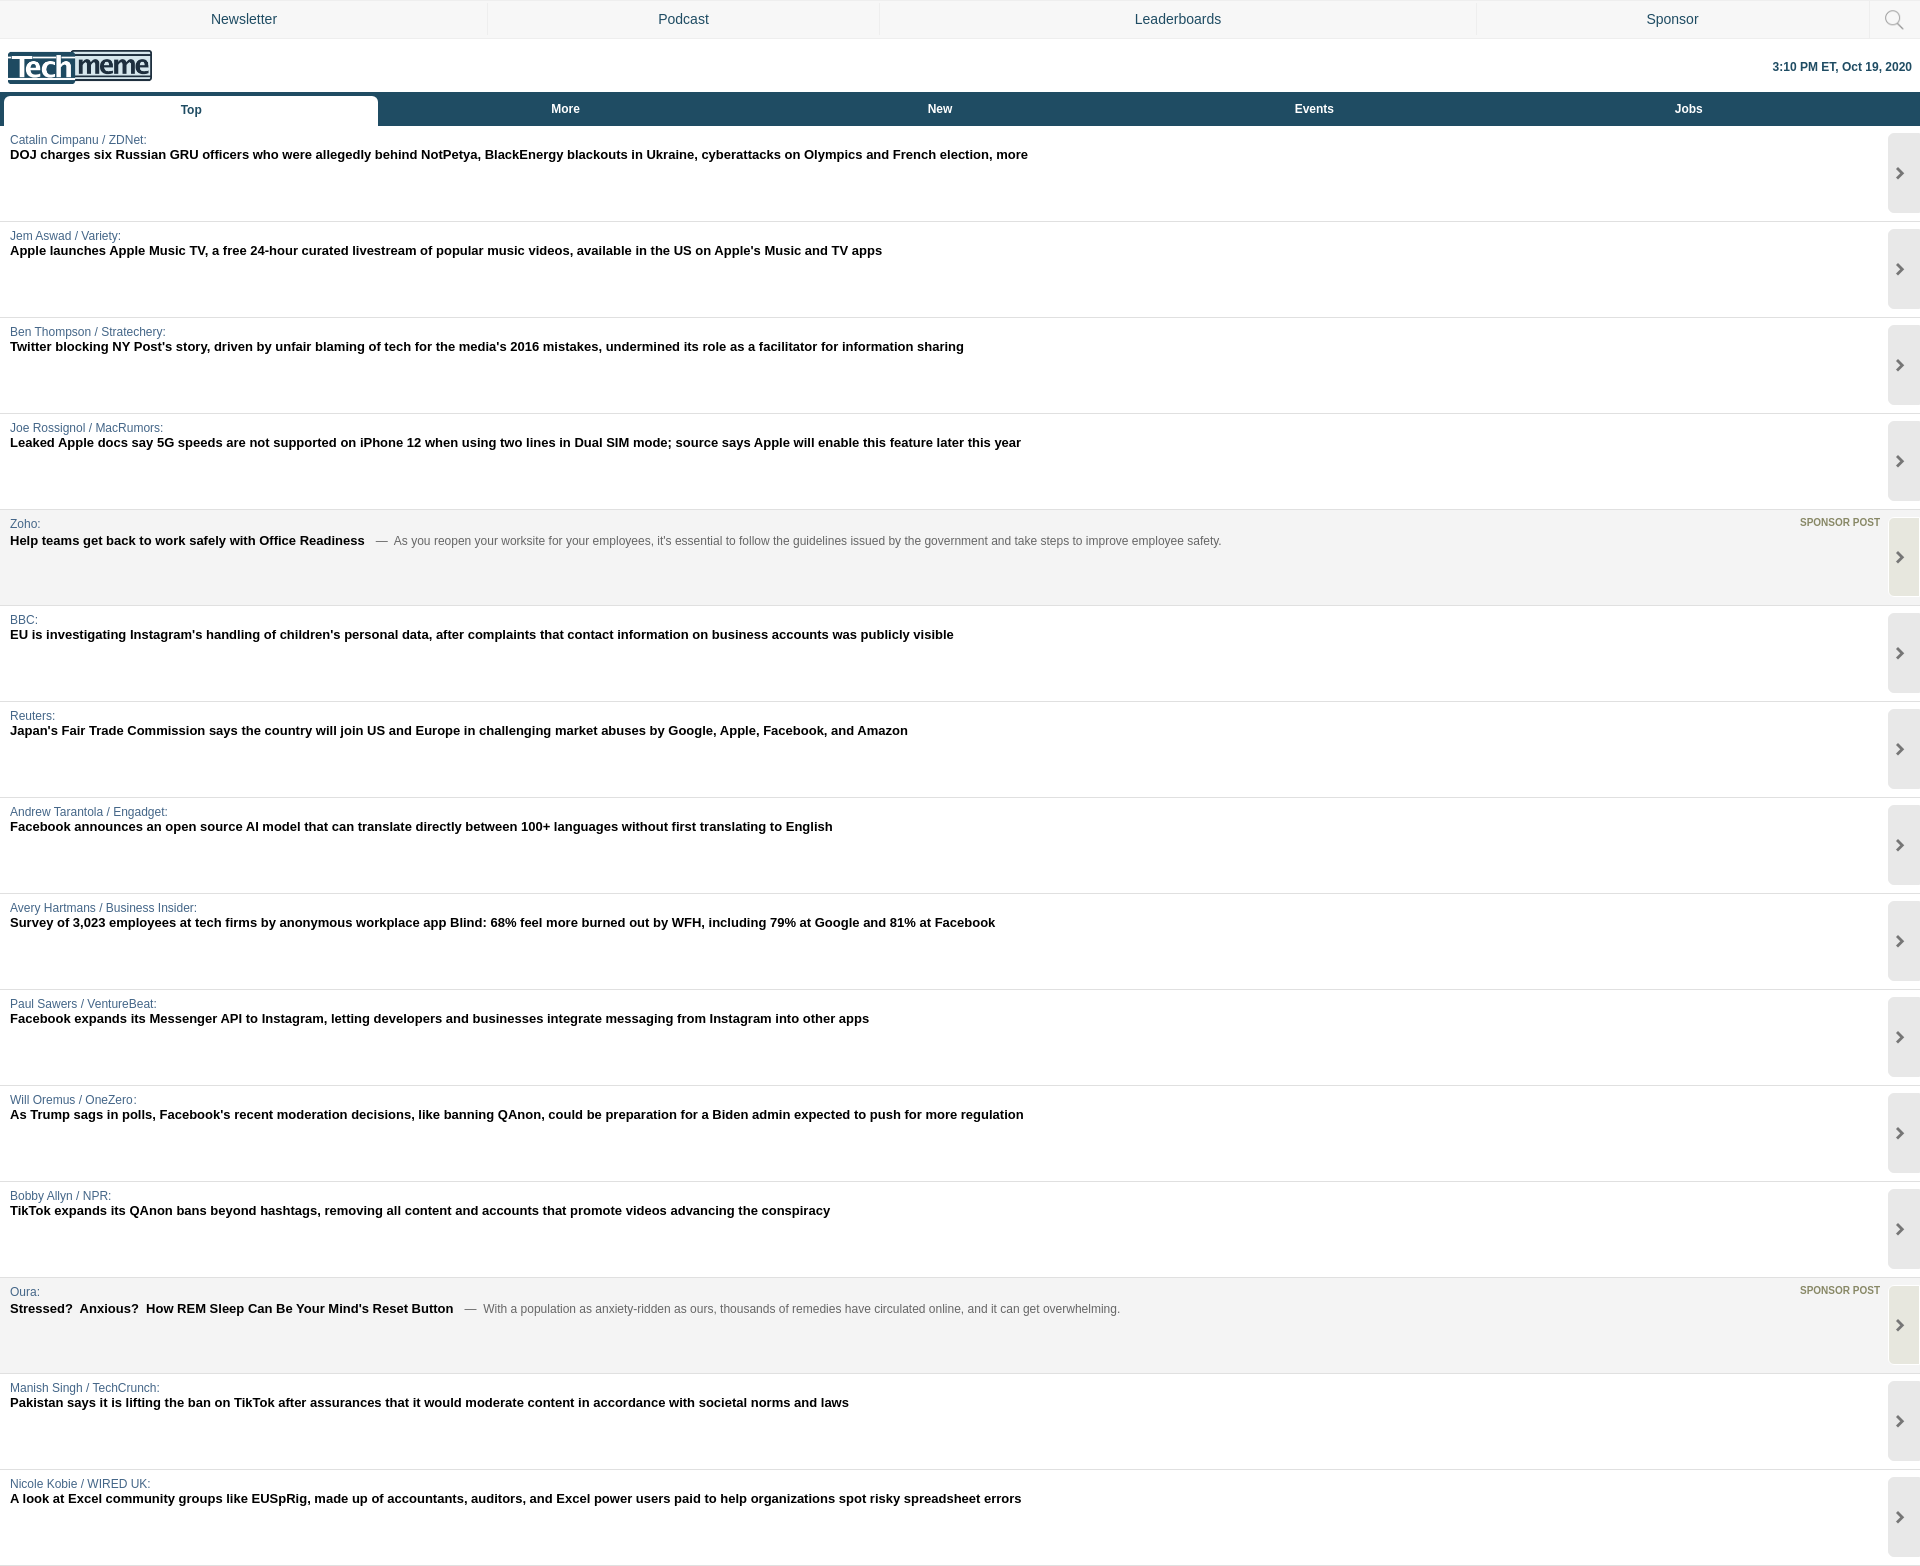 Newsletter
Podcast
Leaderboards
Sponsor
Techmeme
3:10 PM ET, Oct 19, 2020
Top
More
New
Events
Jobs
Catalin Cimpanu / ZDNet:
DOJ charges six Russian GRU officers who were allegedly behind NotPetya, BlackEnergy blackouts in Ukraine, cyberattacks on Olympics and French election, more
Jem Aswad / Variety:
Apple launches Apple Music TV, a free 24-hour curated livestream of popular music videos, available in the US on Apple's Music and TV apps
Ben Thompson / Stratechery:
Twitter blocking NY Post's story, driven by unfair blaming of tech for the media's 2016 mistakes, undermined its role as a facilitator for information sharing
Joe Rossignol / MacRumors:
Leaked Apple docs say 5G speeds are not supported on iPhone 12 when using two lines in Dual SIM mode; source says Apple will enable this feature later this year
Zoho:
SPONSOR POST
Help teams get back to work safely with Office Readiness — As you reopen your worksite for your employees, it's essential to follow the guidelines issued by the government and take steps to improve employee safety.
BBC:
EU is investigating Instagram's handling of children's personal data, after complaints that contact information on business accounts was publicly visible
Reuters:
Japan's Fair Trade Commission says the country will join US and Europe in challenging market abuses by Google, Apple, Facebook, and Amazon
Andrew Tarantola / Engadget:
Facebook announces an open source AI model that can translate directly between 100+ languages without first translating to English
Avery Hartmans / Business Insider:
Survey of 3,023 employees at tech firms by anonymous workplace app Blind: 68% feel more burned out by WFH, including 79% at Google and 81% at Facebook
Paul Sawers / VentureBeat:
Facebook expands its Messenger API to Instagram, letting developers and businesses integrate messaging from Instagram into other apps
Will Oremus / OneZero:
As Trump sags in polls, Facebook's recent moderation decisions, like banning QAnon, could be preparation for a Biden admin expected to push for more regulation
Bobby Allyn / NPR:
TikTok expands its QAnon bans beyond hashtags, removing all content and accounts that promote videos advancing the conspiracy
Oura:
SPONSOR POST
Stressed? Anxious? How REM Sleep Can Be Your Mind's Reset Button — With a population as anxiety-ridden as ours, thousands of remedies have circulated online, and it can get overwhelming.
Manish Singh / TechCrunch:
Pakistan says it is lifting the ban on TikTok after assurances that it would moderate content in accordance with societal norms and laws
Nicole Kobie / WIRED UK:
A look at Excel community groups like EUSpRig, made up of accountants, auditors, and Excel power users paid to help organizations spot risky spreadsheet errors